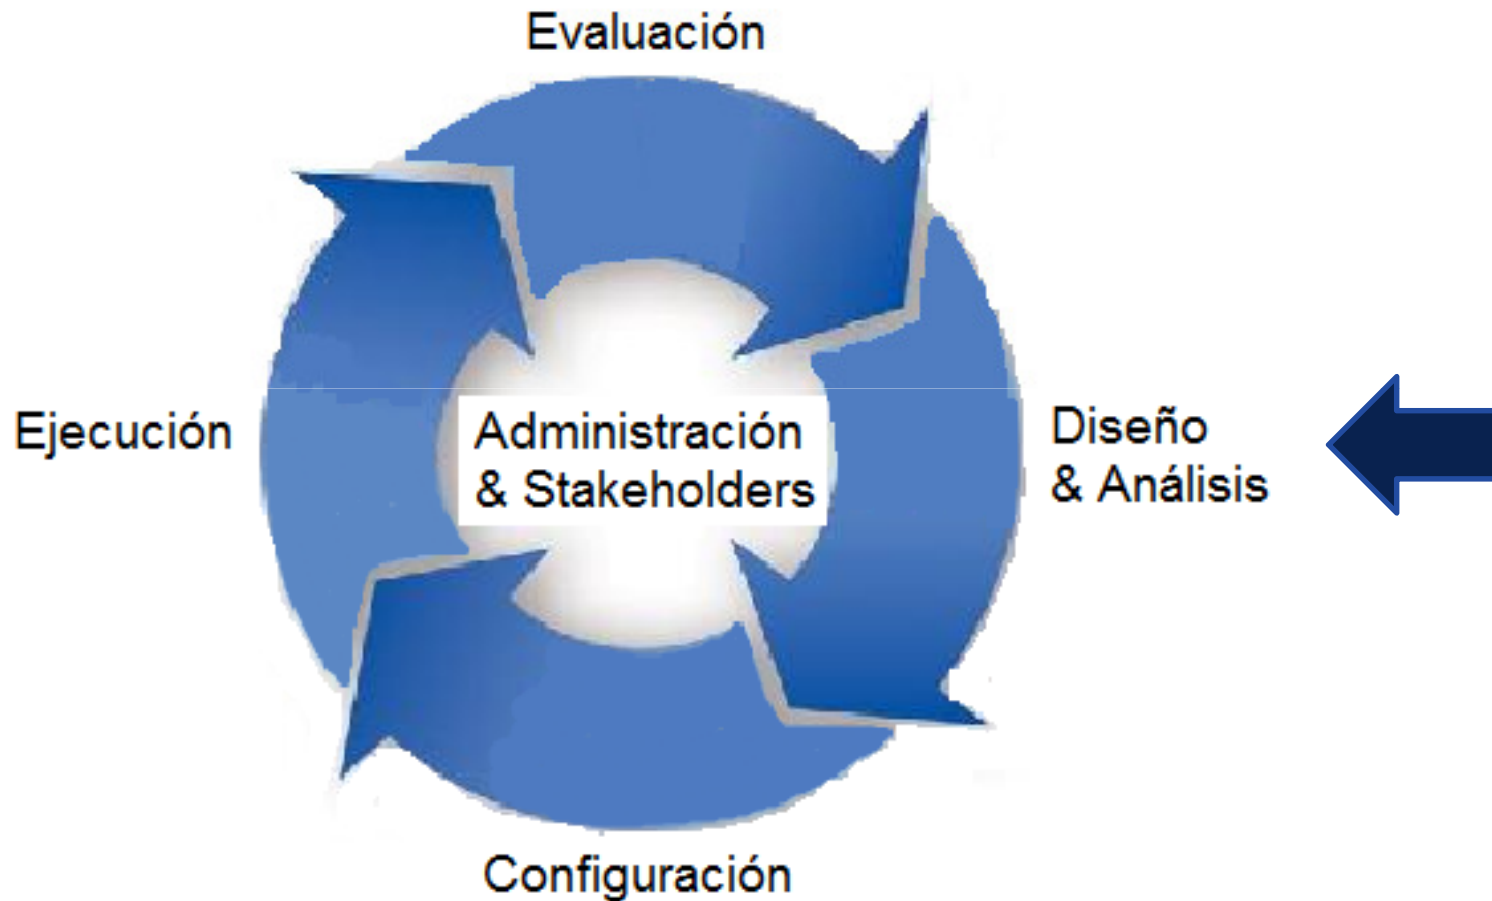 Evaluación
Ejecución
Administración
& Stakeholders
Diseño
& Análisis
Configuración